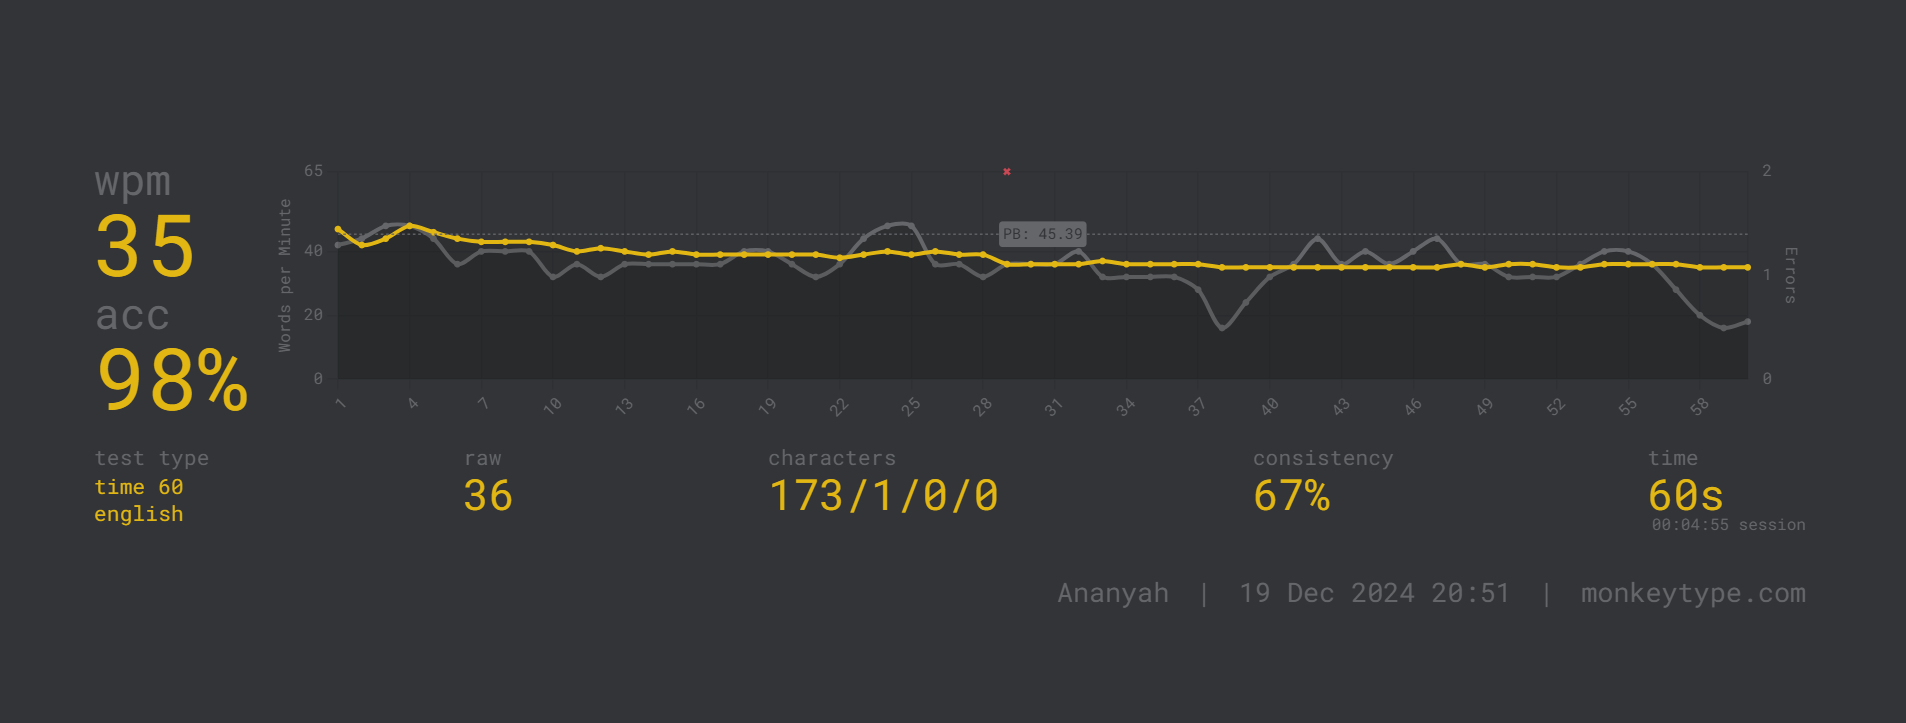 wpm
35
acc
98%
Words per Minute
65
40
20
0
PB: 45.39
2
1
0
Errors
1 4 7 10 13 16 19 22 25 28 31 34 37 40 43 46 49 52 55 58
test type
time 60
english
raw
36
characters
173/1/0/0
consistency
67%
time
60s
00:04:55 session
Ananyah | 19 Dec 2024 20:51 | monkeytype.com